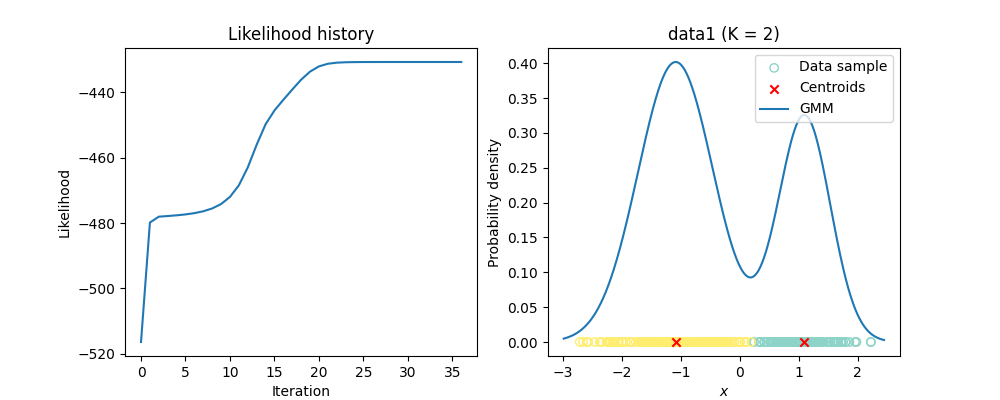 Likelihood history
−440
−460
−480
−500
−520
Likelihood
0 5 10 15 20 25 30 35
Iteration
data1 (K = 2)
Data sample
Centroids
GMM
0.40
0.35
0.30
0.25
0.20
0.15
0.10
0.05
0.00
Probability density
−3 −2 −1 0 1 2
x